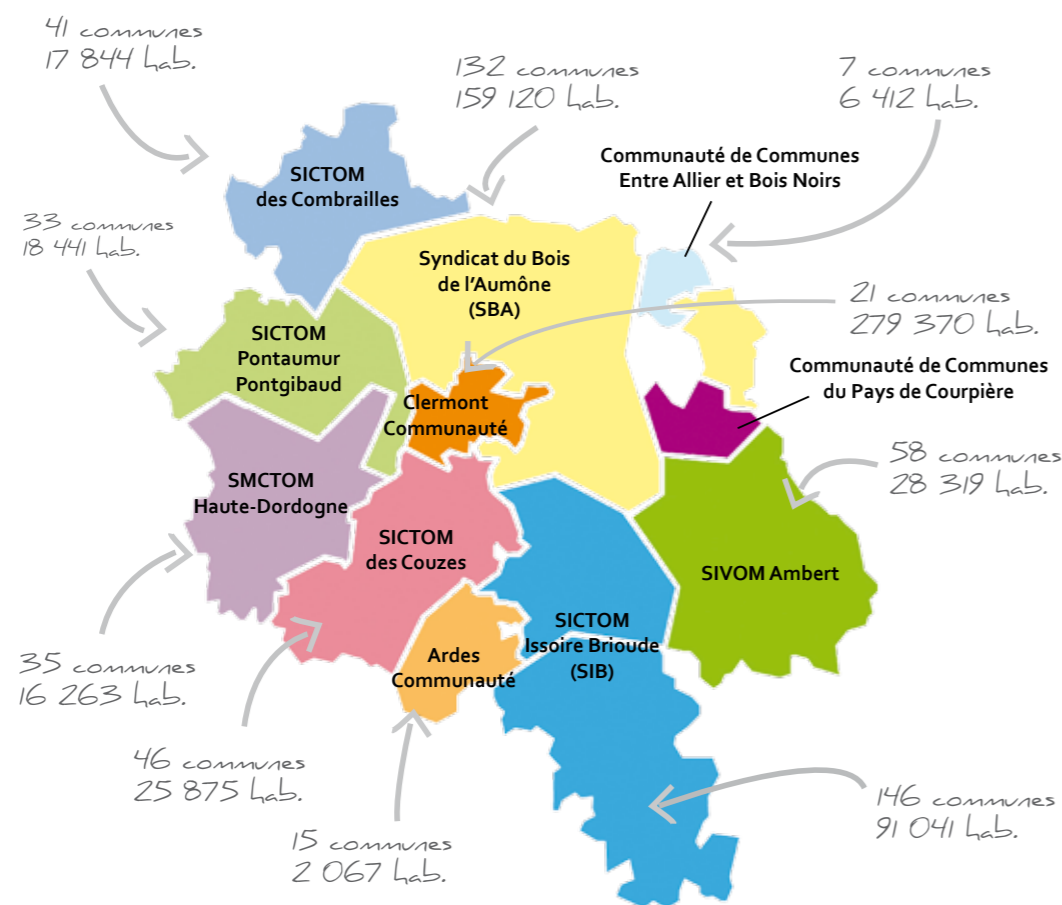 41 communes
17 844 hab.
132 communes
159 120 hab.
7 communes
6 412 hab.
Communauté de Communes
Entre Allier et Bois Noirs
SICTOM
des Combrailles
33 communes
18 441 hab.
Syndicat du Bois
de l'Aumône
(SBA)
21 communes
279 370 hab.
SICTOM
Pontaumur
Pontgibaud
Communauté de Communes
du Pays de Courpière
Clermont
Communauté
58 communes
28 319 hab.
SMCTOM
Haute-Dordogne
SICTOM
des Couzes
SIVOM Ambert
SICTOM
Issoire Brioude
(SIB)
Ardes
Communauté
35 communes
16 263 hab.
46 communes
25 875 hab.
15 communes
2 067 hab.
146 communes
91 041 hab.